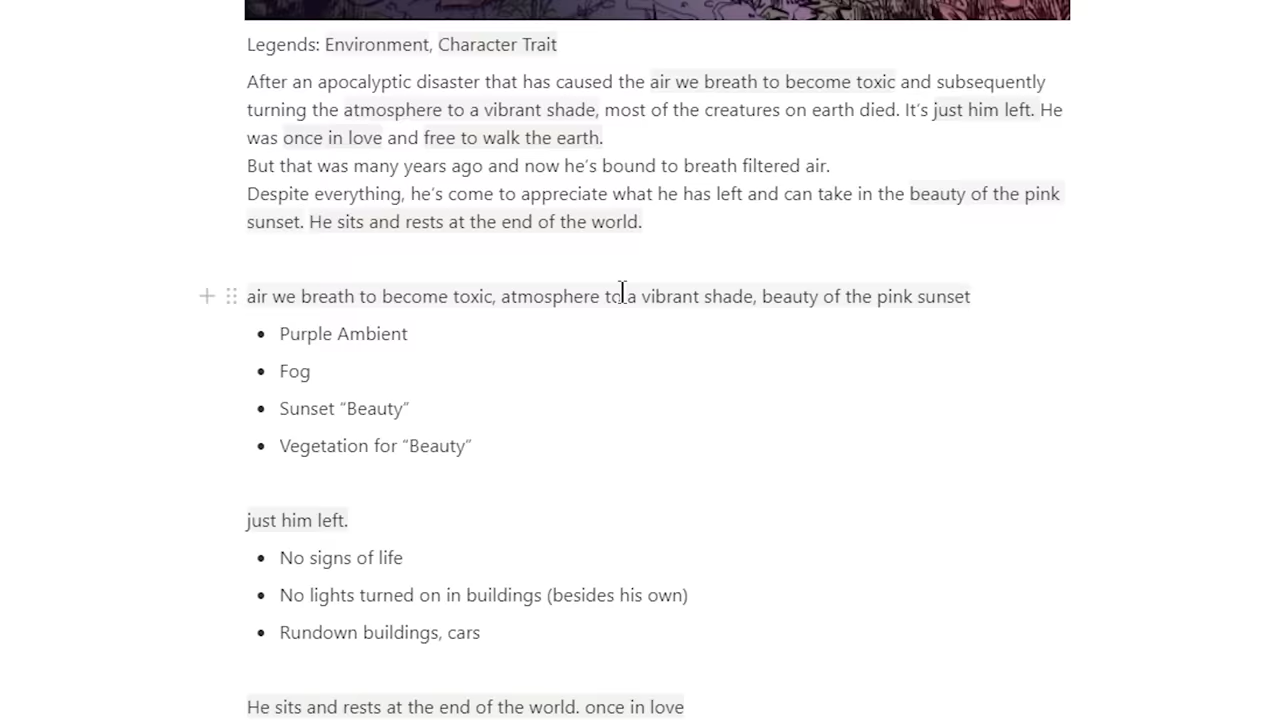 Legends: Environment, Character Trait
After an apocalyptic disaster that has caused the air we breath to become toxic and subsequently
turning the atmosphere to a vibrant shade, most of the creatures on earth died. It’s just him left. He
was once in love and free to walk the earth.
But that was many years ago and now he’s bound to breath filtered air.
Despite everything, he’s come to appreciate what he has left and can take in the beauty of the pink
sunset. He sits and rests at the end of the world.
air we breath to become toxic, atmosphere to a vibrant shade, beauty of the pink sunset
• Purple Ambient
• Fog
• Sunset “Beauty”
• Vegetation for “Beauty”
just him left.
• No signs of life
• No lights turned on in buildings (besides his own)
• Rundown buildings, cars
He sits and rests at the end of the world. once in love